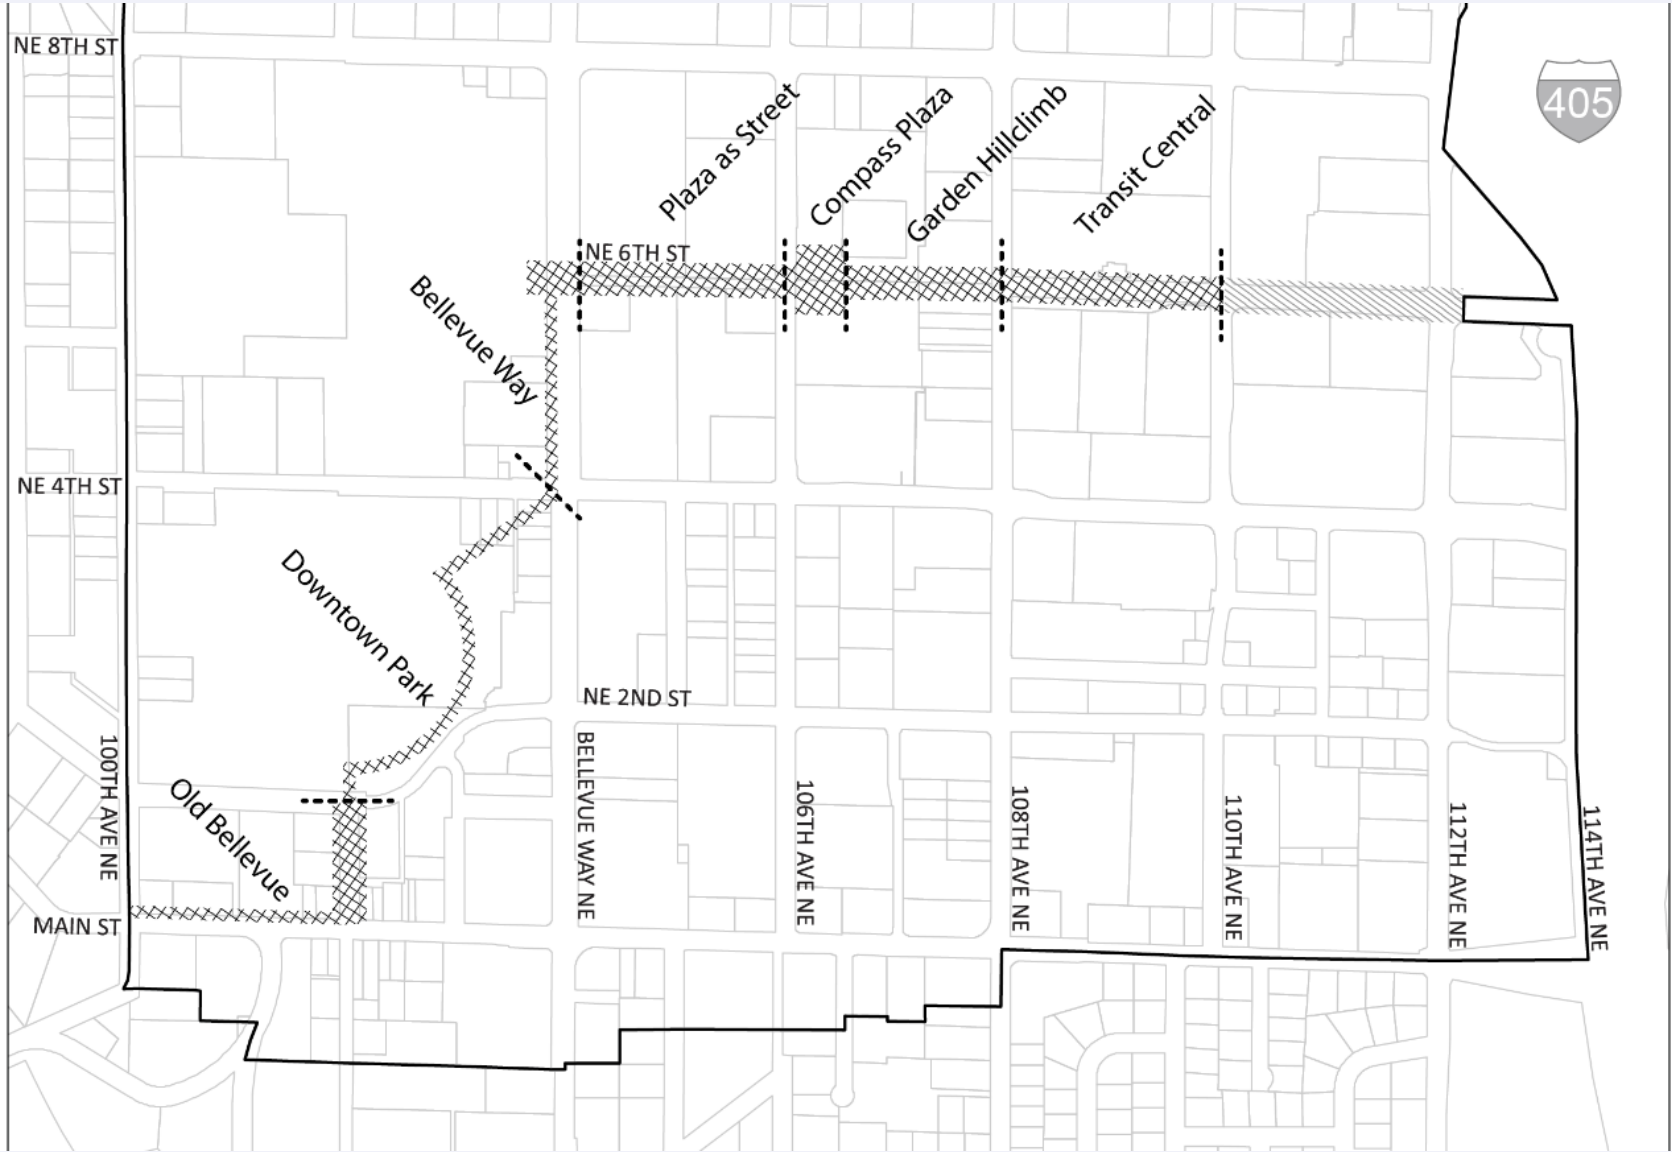 NE 8TH ST
405
Plaza as Street
Compass Plaza
Garden Hillclimb
Transit Central
NE 6TH ST
Bellevue Way
NE 4TH ST
Downtown Park
NE 2ND ST
100TH AVE NE
Old Bellevue
BELLEVUE WAY NE
106TH AVE NE
108TH AVE NE
110TH AVE NE
112TH AVE NE
114TH AVE NE
MAIN ST